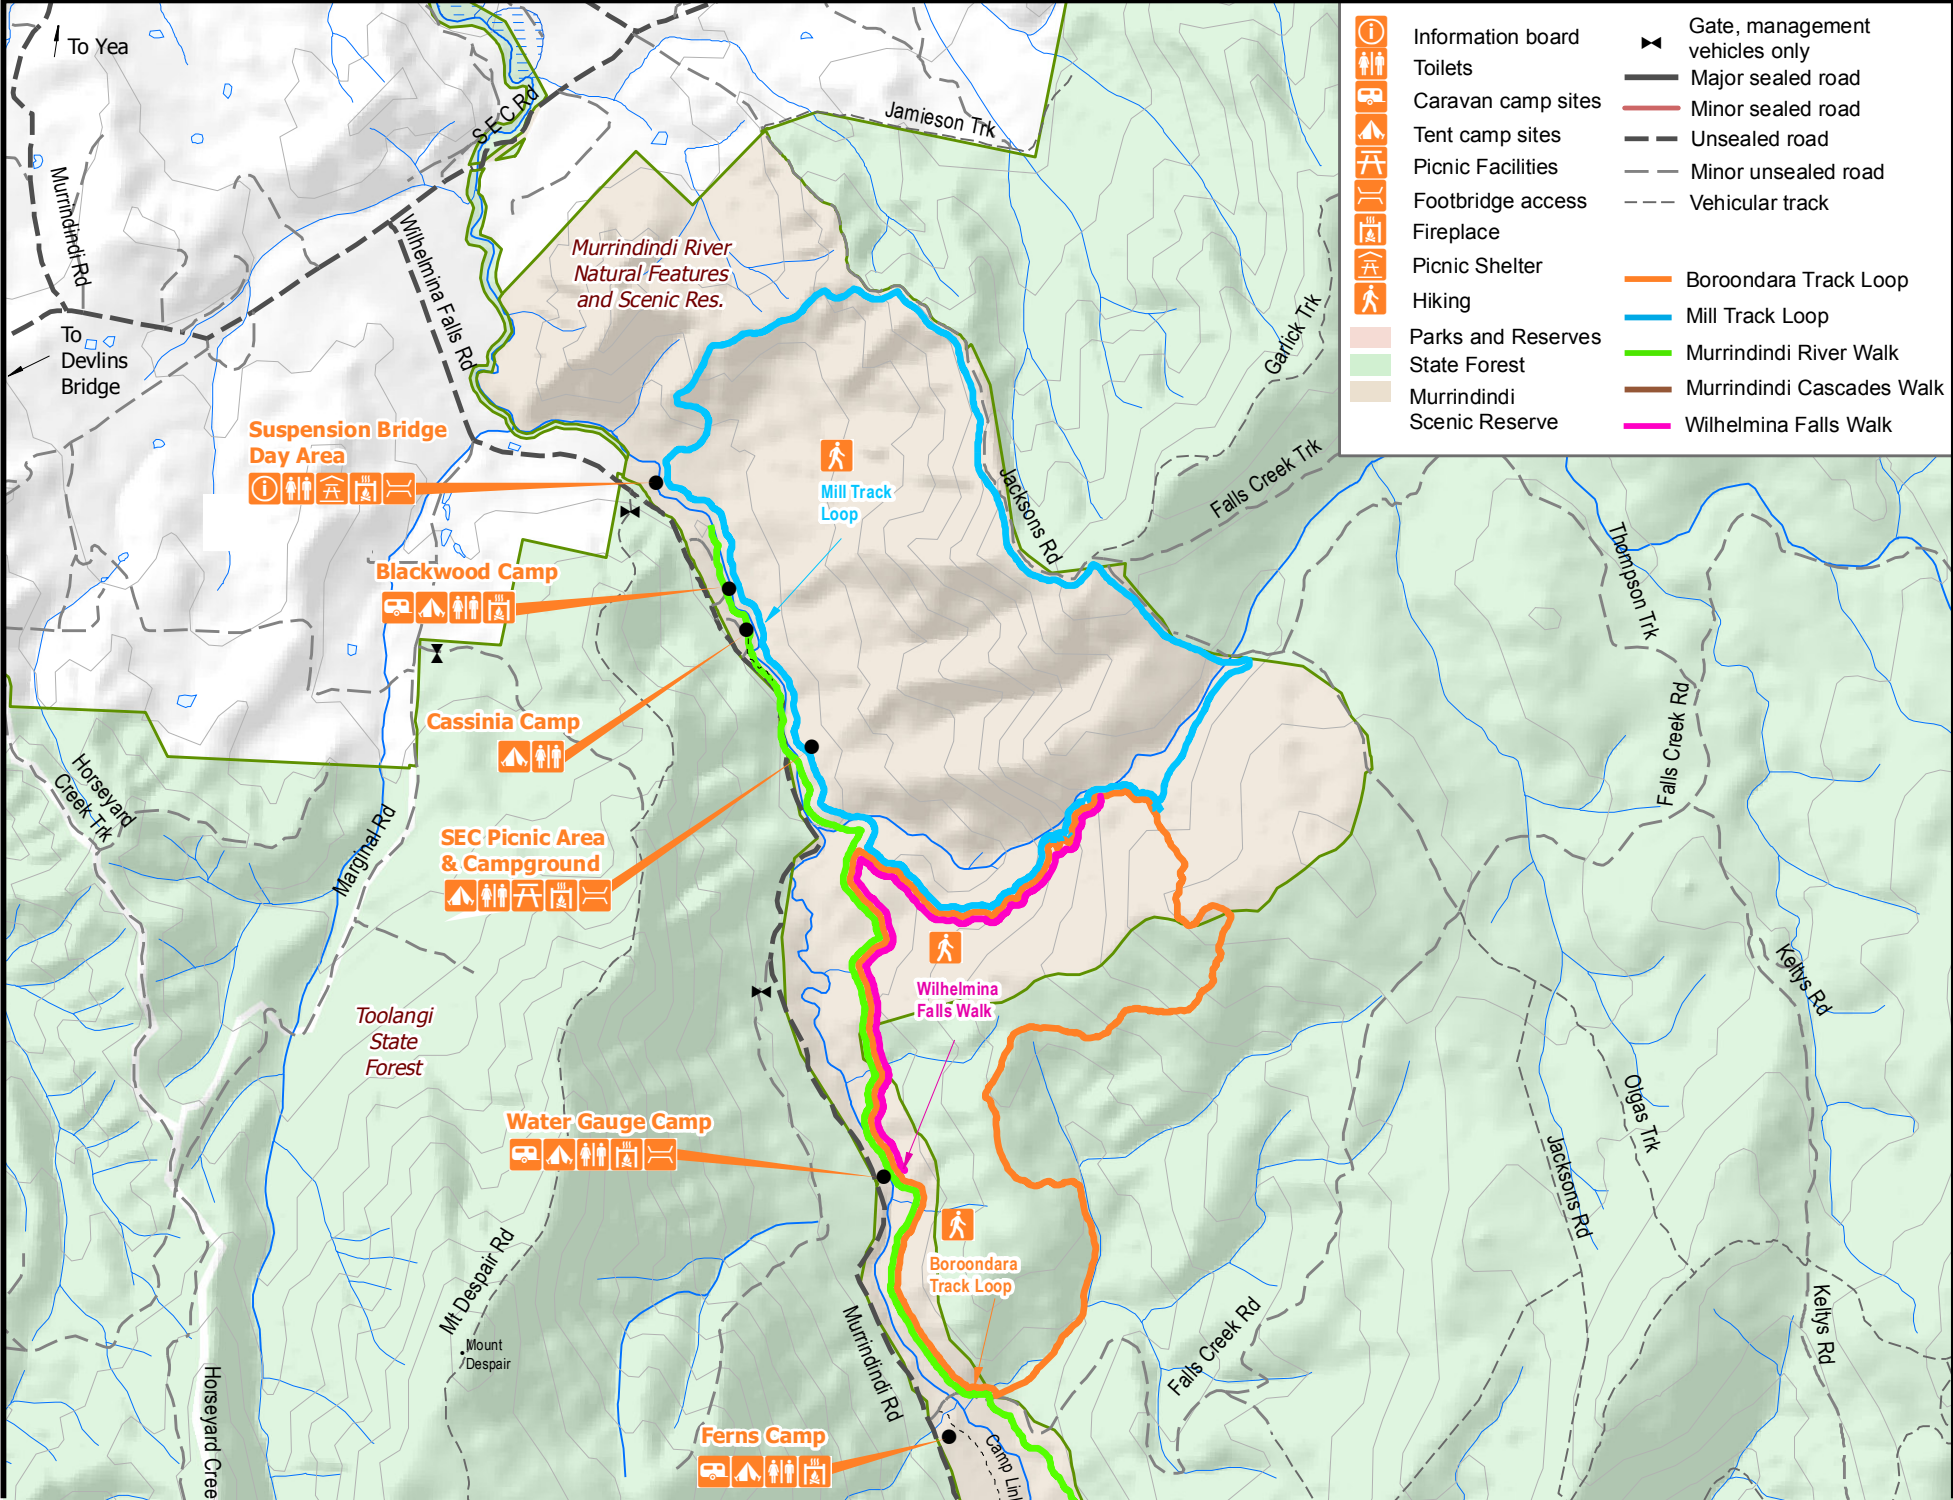 To Yea
Murrindindi Rd
To
Devlins
Bridge
S E C Rd
Wilhelmina Falls Rd
Jamieson Trk
Murrindindi River
Natural Features
and Scenic Res.
Suspension Bridge
Day Area
Mill Track
Loop
Jacksons Rd
Garlick Trk
Falls Creek Trk
Blackwood Camp
Cassinia Camp
Horseyard
Creek Trk
Marginal Rd
SEC Picnic Area
& Campground
Thompson Trk
Falls Creek Rd
Keltys Rd
Wilhelmina
Falls Walk
Toolangi
State
Forest
Water Gauge Camp
Olgas Trk
Jacksons Rd
Mt Despair Rd
Mount
Despair
Boroondara
Track Loop
Murrindindi Rd
Falls Creek Rd
Keltys Rd
Horseyard Cree
Ferns Camp
Camp Lin
Information board
Toilets
Caravan camp sites
Tent camp sites
Picnic Facilities
Footbridge access
Fireplace
Picnic Shelter
Hiking
Parks and Reserves
State Forest
Murrindindi
Scenic Reserve
Gate, management
vehicles only
Major sealed road
Minor sealed road
Unsealed road
Minor unsealed road
Vehicular track
Boroondara Track Loop
Mill Track Loop
Murrindindi River Walk
Murrindindi Cascades Walk
Wilhelmina Falls Walk